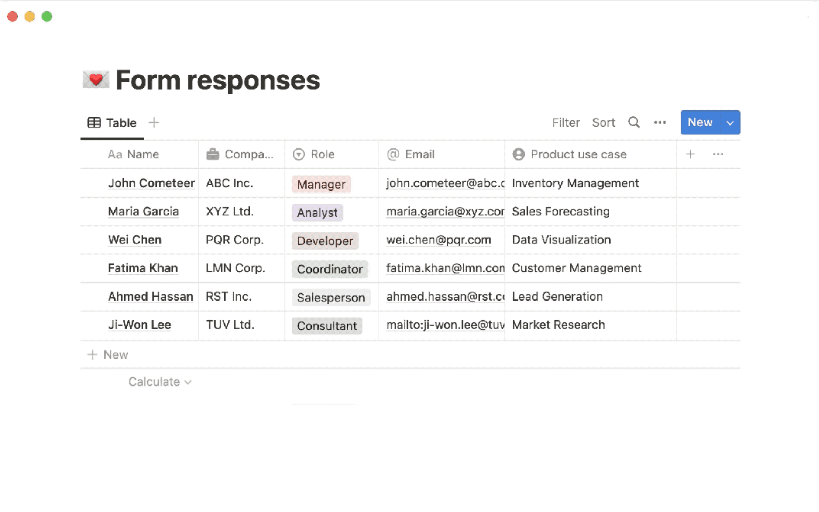 Form responses
Table
Filter Sort New
Aa Name Compa... Role @ Email Product use case
John Cometeer ABC Inc. Manager john.cometeer@abc.c Inventory Management
Maria Garcia XYZ Ltd. Analyst maria.garcia@xyz.com Sales Forecasting
Wei Chen PQR Corp. Developer wei.chen@pqr.com Data Visualization
Fatima Khan LMN Corp. Coordinator fatima.khan@lmn.com Customer Management
Ahmed Hassan RST Inc. Salesperson ahmed.hassan@rst.c Lead Generation
Ji-Won Lee TUV Ltd. Consultant mailto:ji-won.lee@tuv Market Research
+ New
Calculate